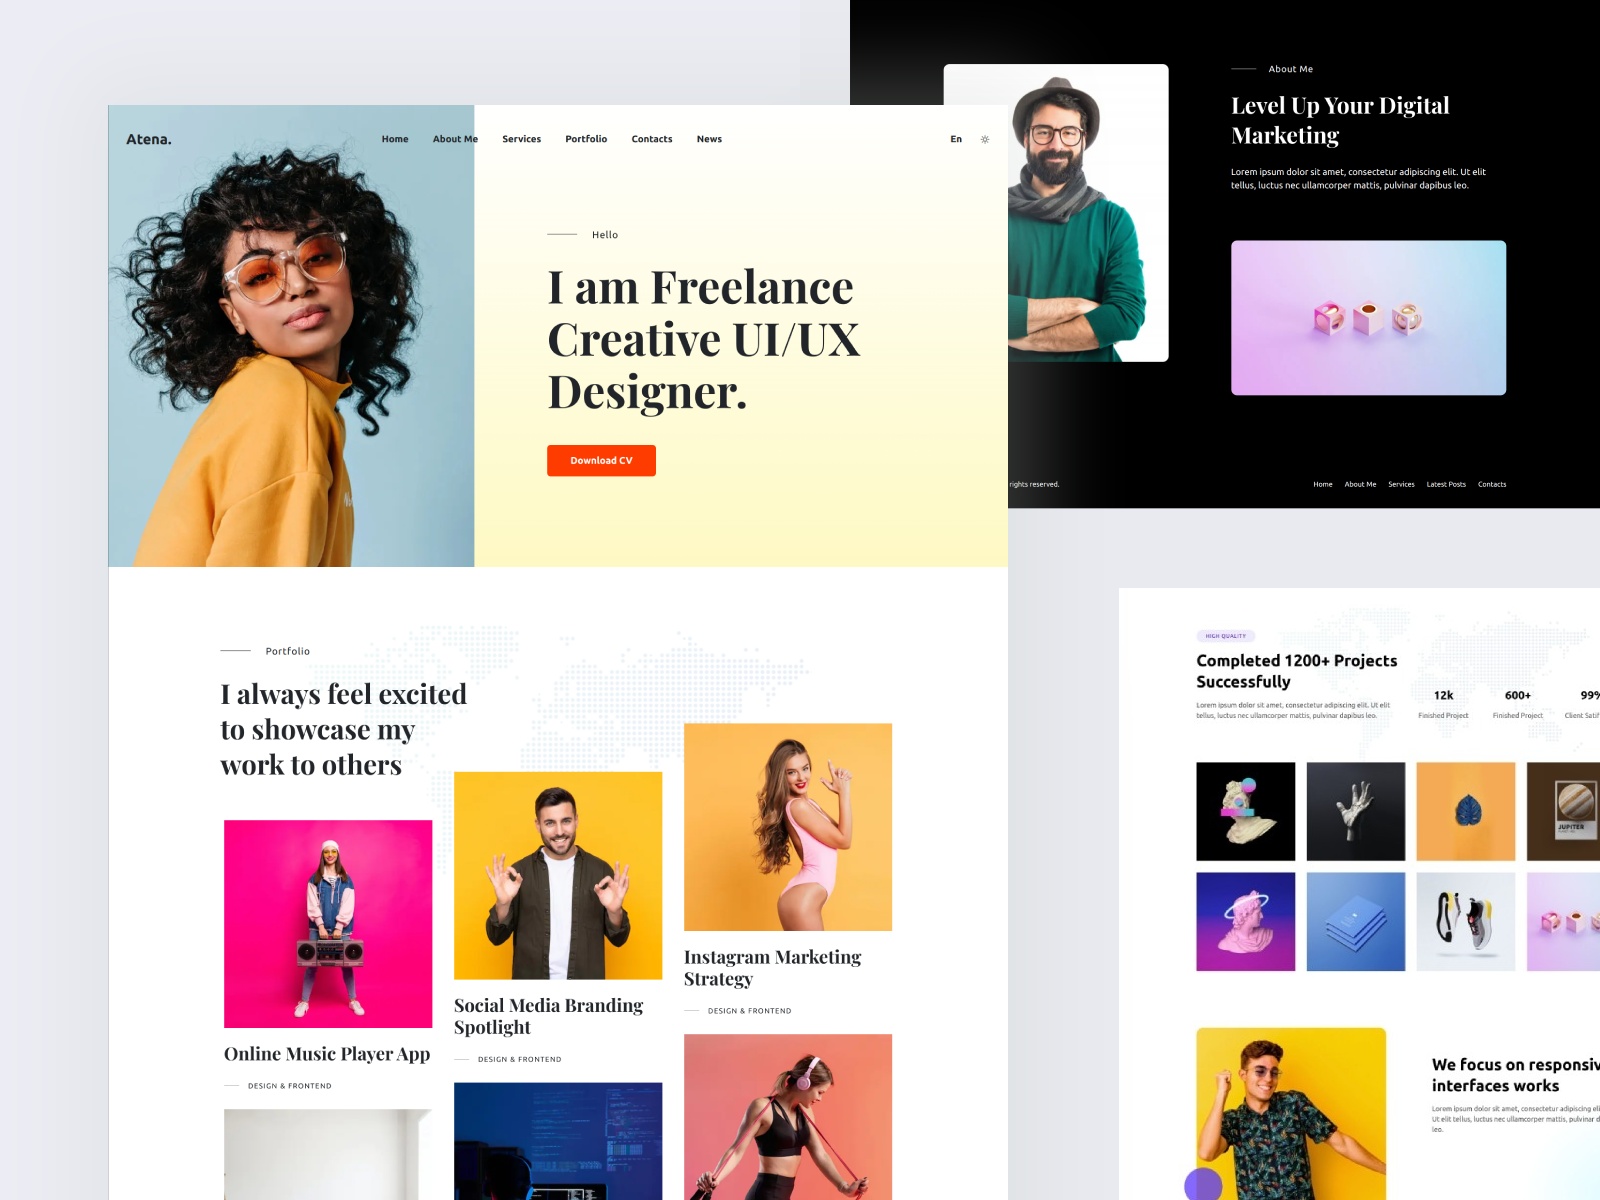 Atena.
Home About Me Services Portfolio Contacts News
En
Hello
I am Freelance
Creative UI/UX
Designer.
Download CV
Portfolio
I always feel excited
to showcase my
work to others
Online Music Player App
DESIGN & FRONTEND
Social Media Branding
Spotlight
DESIGN & FRONTEND
Instagram Marketing
Strategy
DESIGN & FRONTEND
About Me
Level Up Your Digital
Marketing
Lorem ipsum dolor sit amet, consectetur adipiscing elit. Ut elit
tellus, luctus nec ullamcorper mattis, pulvinar dapibus leo.
rights reserved.
Home About Me Services Latest Posts Contacts
HIGH QUALITY
Completed 1200+ Projects
Successfully
Lorem ipsum dolor sit amet, consectetur adipiscing elit. Ut elit
tellus, luctus nec ullamcorper mattis, pulvinar dapibus leo.
12k
Finished Project
600+
Finished Project
99%
Client Satif
JUPITER
We focus on responsiv
interfaces works
Lorem ipsum dolor sit amet, consectetur adipiscing eli
Ut elit tellus, luctus nec ullamcorper mattis, pulvinar d
leo.